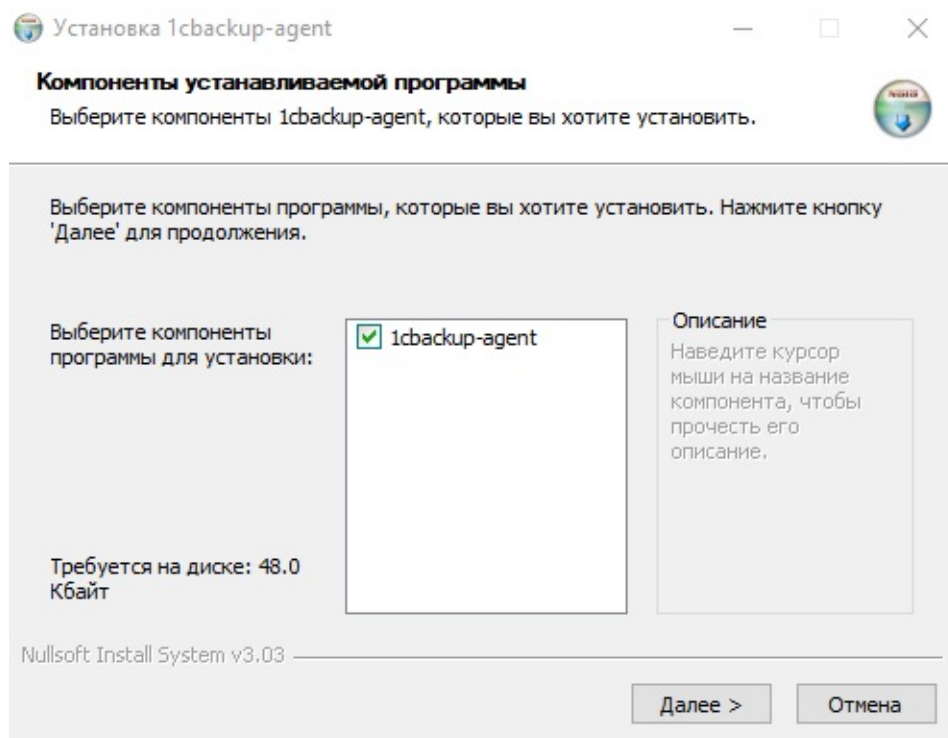 Установка 1cbackup-agent
Компоненты устанавливаемой программы
Выберите компоненты 1cbackup-agent, которые вы хотите установить.
Выберите компоненты программы, которые вы хотите установить. Нажмите кнопку
'Далее' для продолжения.
Выберите компоненты
программы для установки:
1cbackup-agent
Описание
Наведите курсор
мыши на название
компонента, чтобы
прочесть его
описание.
Требуется на диске: 48.0
Кбайт
Nullsoft Install System v3.03
Далее >
Отмена